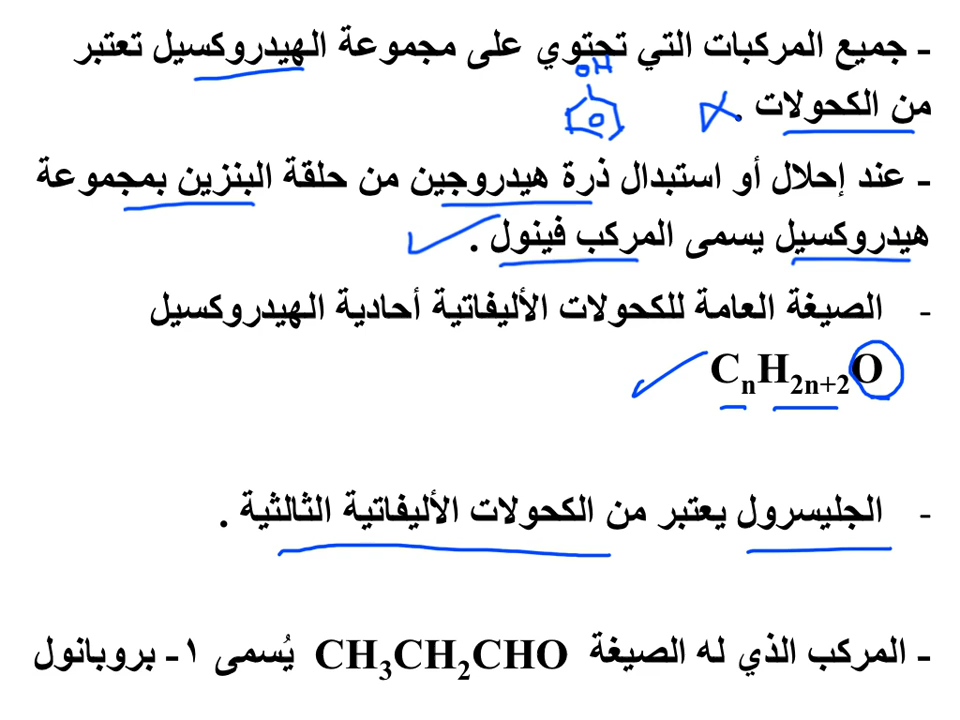 - جميع المركبات التي تحتوي على مجموعة الهيدروكسيل تعتبر
من الكحولات .
OH
- عند إحلال أو استبدال ذرة هيدروجين من حلقة البنزين بمجموعة
هيدروكسيل يسمى المركب فينول .
- الصيغة العامة للكحولات الأليفاتية أحادية الهيدروكسيل
CₙH₂ₙ₊₂O
- الجليسرول يعتبر من الكحولات الأليفاتية الثالثية .
- المركب الذي له الصيغة CH₃CH₂CHO يُسمى ١- بروبانول